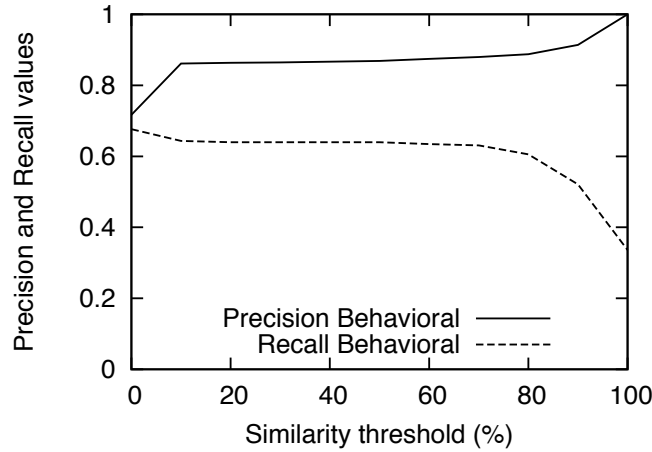 Precision and Recall values
1
0.8
0.6
0.4
0.2
0
Precision Behavioral
Recall Behavioral
0 20 40 60 80 100
Similarity threshold (%)